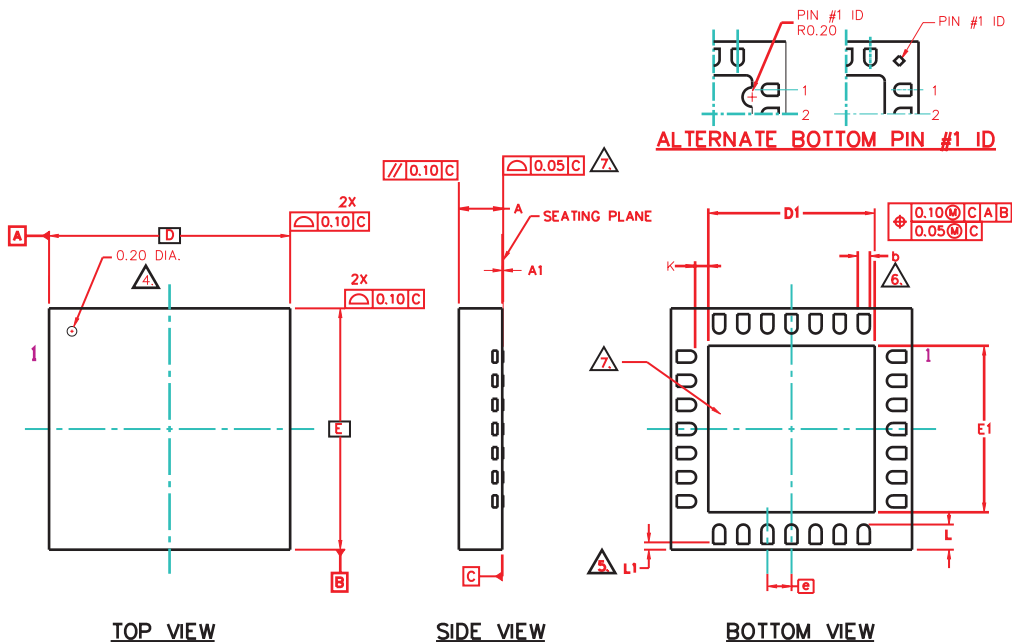 PIN #1 ID
R0.20
PIN #1 ID
1
2
1
2
ALTERNATE BOTTOM PIN #1 ID
// 0.10 C
⌓ 0.05 C
7.
A
SEATING PLANE
A1
2X
⌓ 0.10 C
A
D
0.20 DIA.
4.
2X
⌓ 0.10 C
D1
⌖ 0.10 Ⓜ C A B
0.05 Ⓜ C
K
b
6.
1
7.
1
E
E1
L
5.
L1
e
B
C
TOP VIEW
SIDE VIEW
BOTTOM VIEW